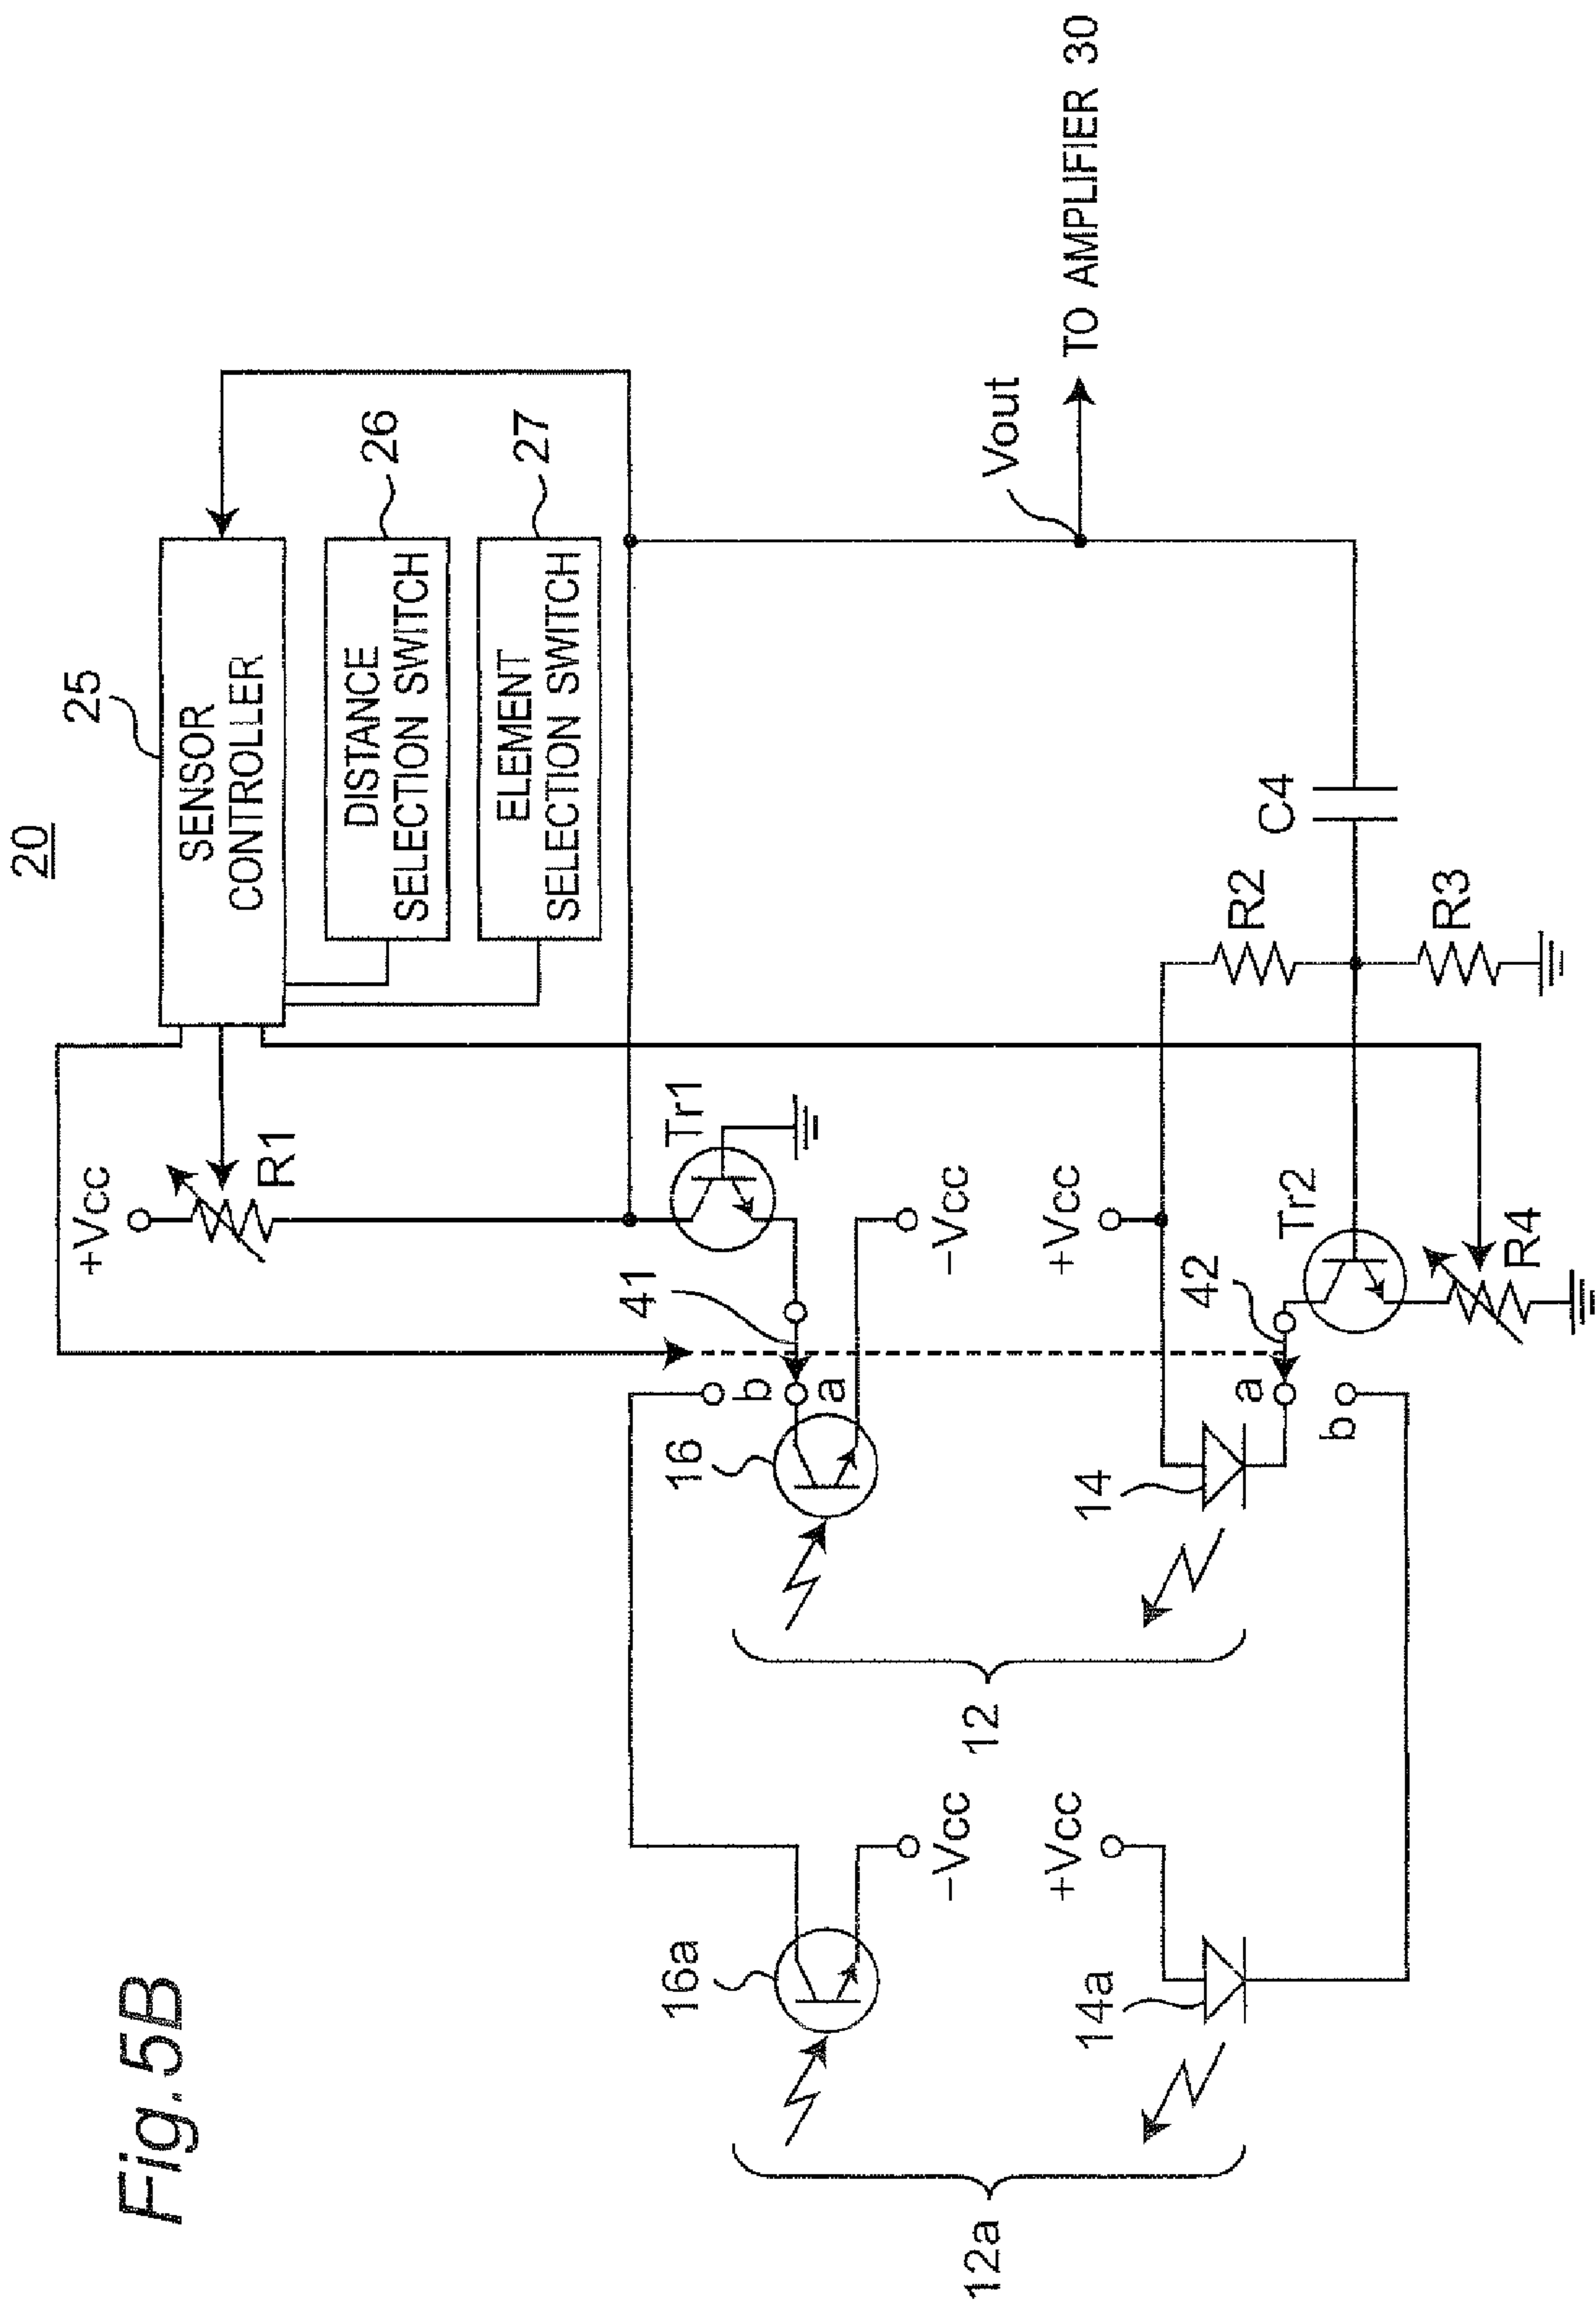 Fig.5B
20
SENSOR
CONTROLLER
25
DISTANCE
SELECTION SWITCH
26
ELEMENT
SELECTION SWITCH
27
+Vcc
R1
Tr1
41
b
a
16
16a
-Vcc
-Vcc
Vout
TO AMPLIFIER 30
12a
12
+Vcc
+Vcc
14a
14
42
a
b
Tr2
R4
R2
R3
C4